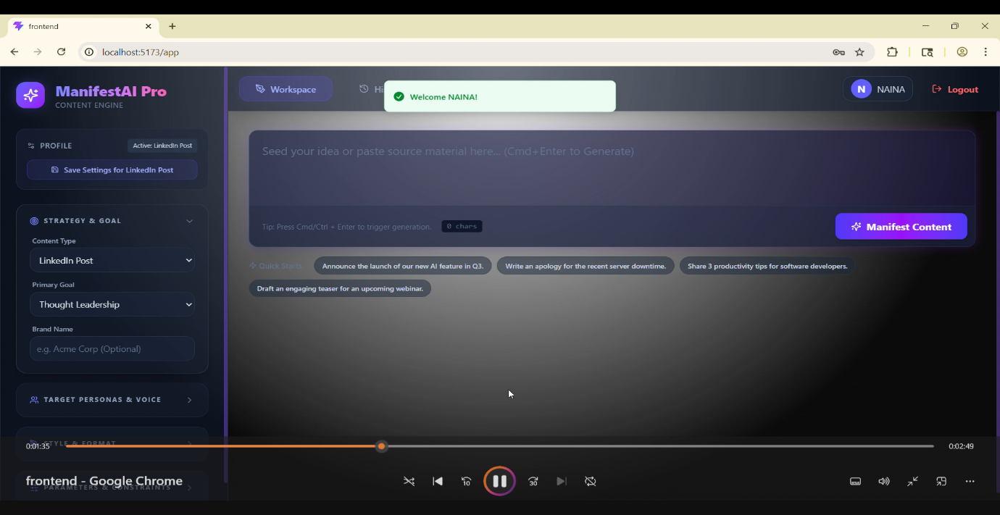 frontend
localhost:5173/app
ManifestAI Pro
CONTENT ENGINE
Workspace
Hi
Welcome NAINA!
N NAINA
Logout
PROFILE
Active: LinkedIn Post
Save Settings for LinkedIn Post
STRATEGY & GOAL
Content Type
LinkedIn Post
Primary Goal
Thought Leadership
Brand Name
e.g. Acme Corp (Optional)
TARGET PERSONAS & VOICE
STYLE & FORMAT
PARAMETERS & CONSTRAINTS
Seed your idea or paste source material here... (Cmd+Enter to Generate)
Tip: Press Cmd/Ctrl + Enter to trigger generation.
0 chars
Manifest Content
Quick Starts
Announce the launch of our new AI feature in Q3.
Write an apology for the recent server downtime.
Share 3 productivity tips for software developers.
Draft an engaging teaser for an upcoming webinar.
0:01:35
0:02:49
frontend - Google Chrome
10
30